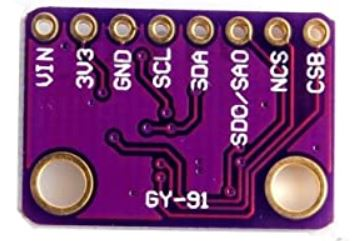 VIN
3V3
GND
SCL
SDA
SDO/SAO
NCS
CSB
GY-91